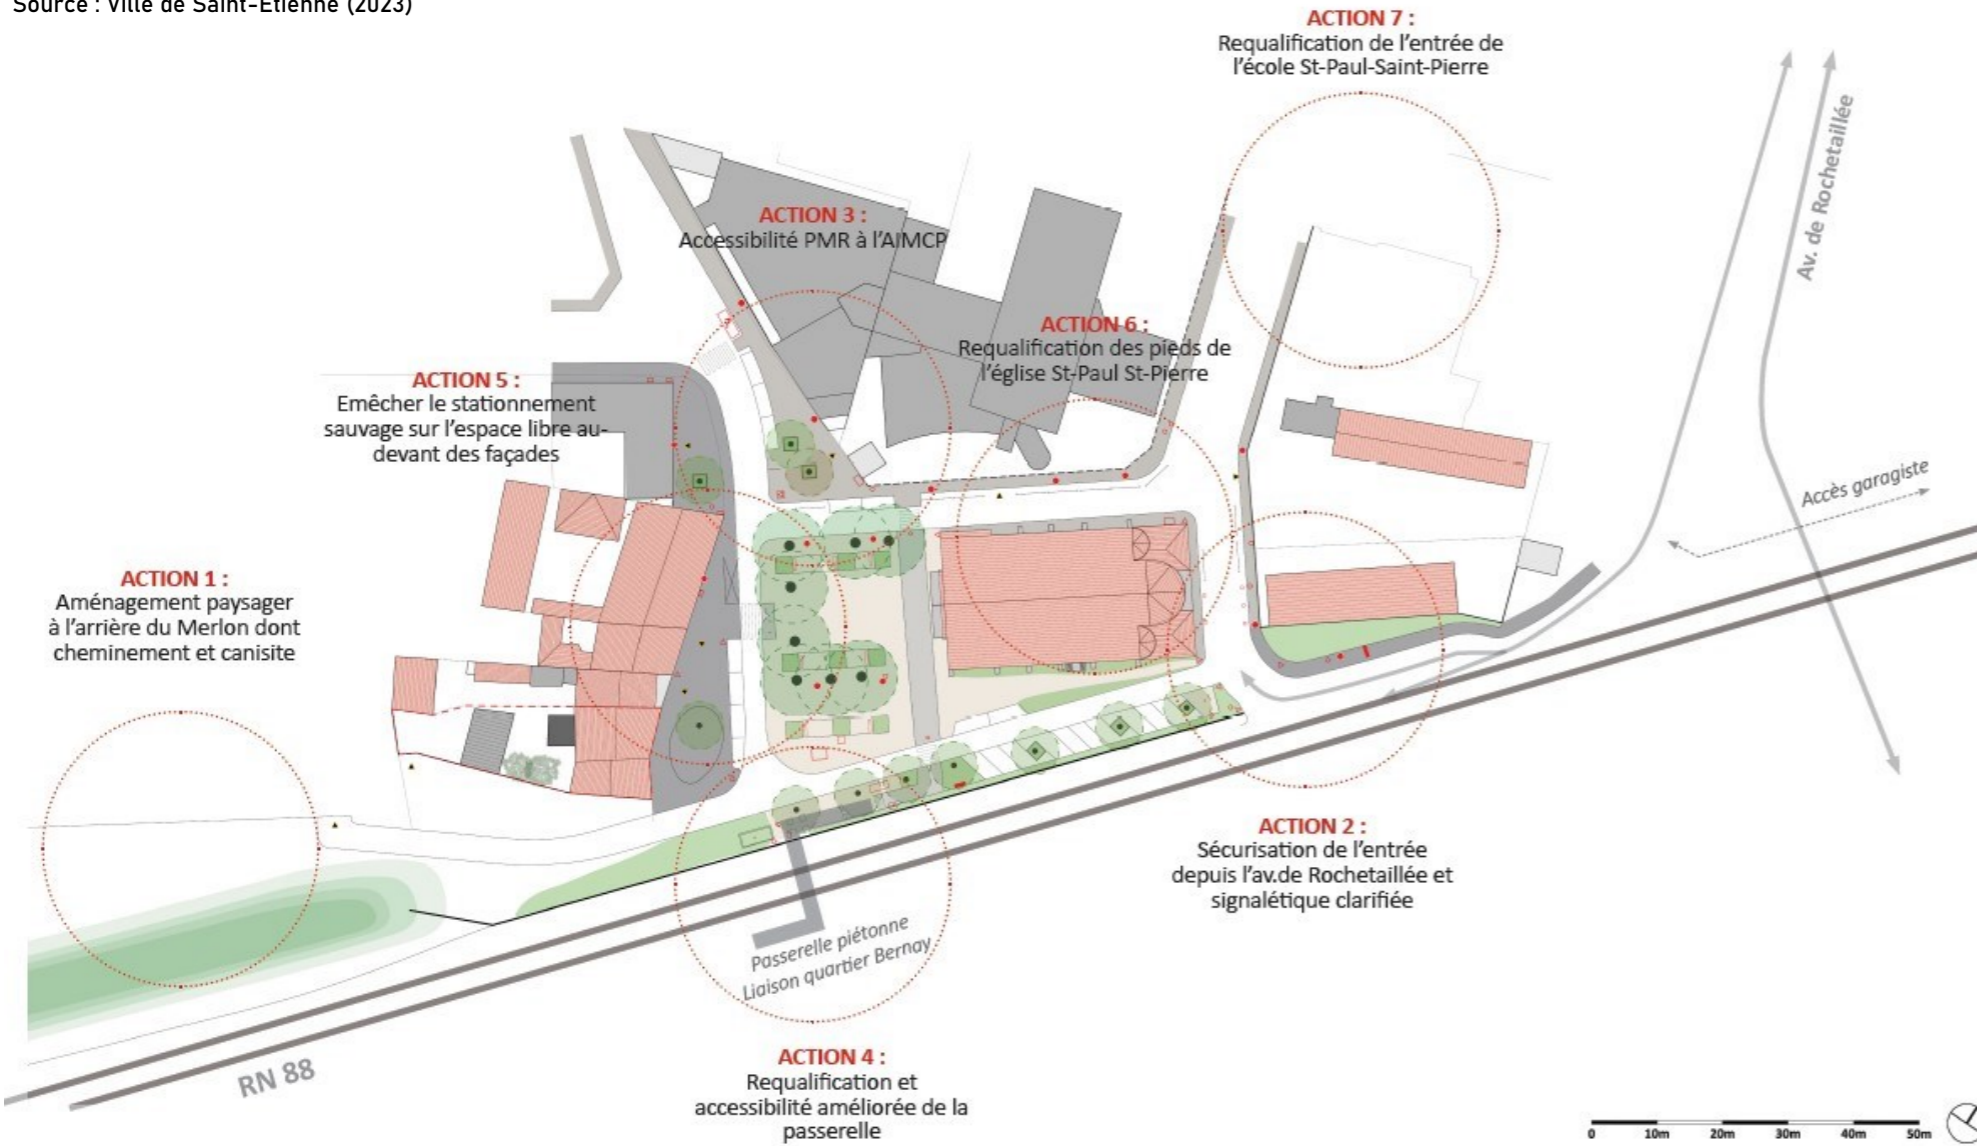 Source : Ville de Saint-Etienne (2023)
ACTION 7 :
Requalification de l'entrée de
l'école St-Paul-Saint-Pierre
Av. de Rochetaillée
ACTION 3 :
Accessibilité PMR à l'AIMCP
ACTION 6 :
Requalification des pieds de
l'église St-Paul St-Pierre
ACTION 5 :
Emêcher le stationnement
sauvage sur l'espace libre au-
devant des façades
Accès garagiste
ACTION 1 :
Aménagement paysager
à l'arrière du Merlon dont
cheminement et canisite
ACTION 2 :
Sécurisation de l'entrée
depuis l'av.de Rochetaillée et
signalétique clarifiée
Passerelle piétonne
Liaison quartier Bernay
RN 88
ACTION 4 :
Requalification et
accessibilité améliorée de la
passerelle
0 10m 20m 30m 40m 50m